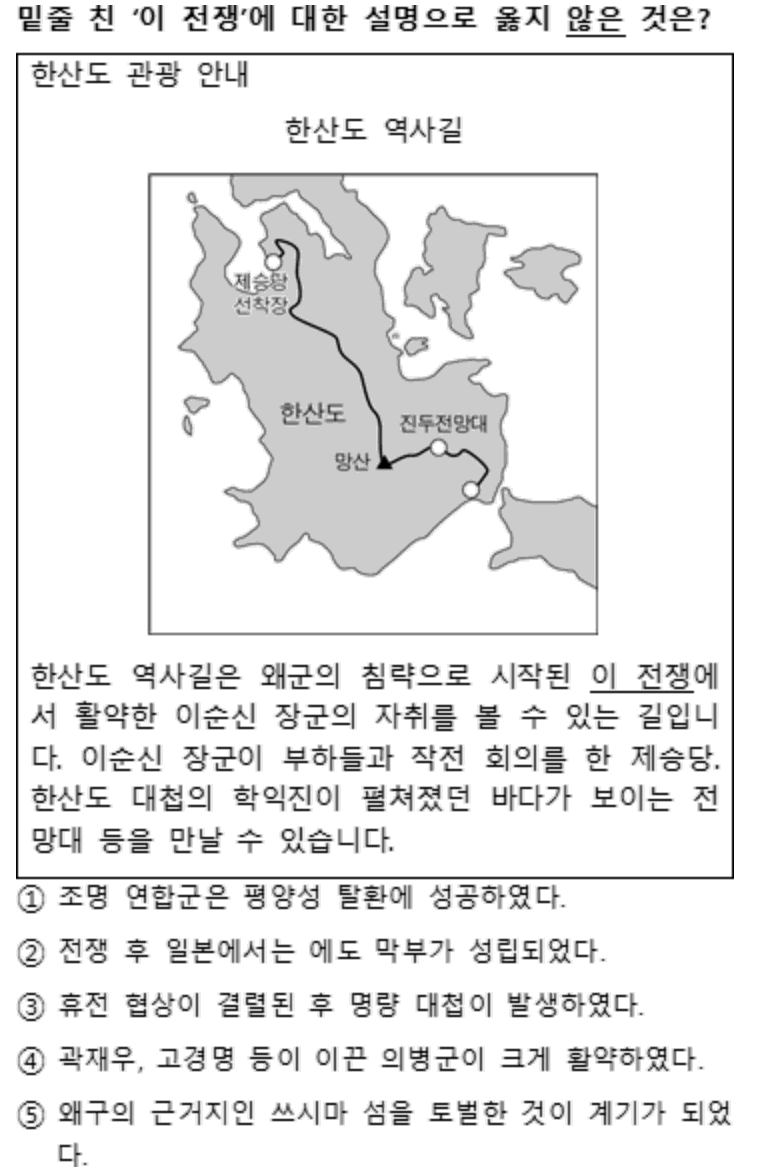 밑줄 친 '이 전쟁'에 대한 설명으로 옳지 않은 것은?
한산도 관광 안내
한산도 역사길
제승당
선착장
한산도
진두전망대
망산
한산도 역사길은 왜군의 침략으로 시작된 이 전쟁에
서 활약한 이순신 장군의 자취를 볼 수 있는 길입니
다. 이순신 장군이 부하들과 작전 회의를 한 제승당.
한산도 대첩의 학익진이 펼쳐졌던 바다가 보이는 전
망대 등을 만날 수 있습니다.
① 조명 연합군은 평양성 탈환에 성공하였다.
② 전쟁 후 일본에서는 에도 막부가 성립되었다.
③ 휴전 협상이 결렬된 후 명량 대첩이 발생하였다.
④ 곽재우, 고경명 등이 이끈 의병군이 크게 활약하였다.
⑤ 왜구의 근거지인 쓰시마 섬을 토벌한 것이 계기가 되었
다.